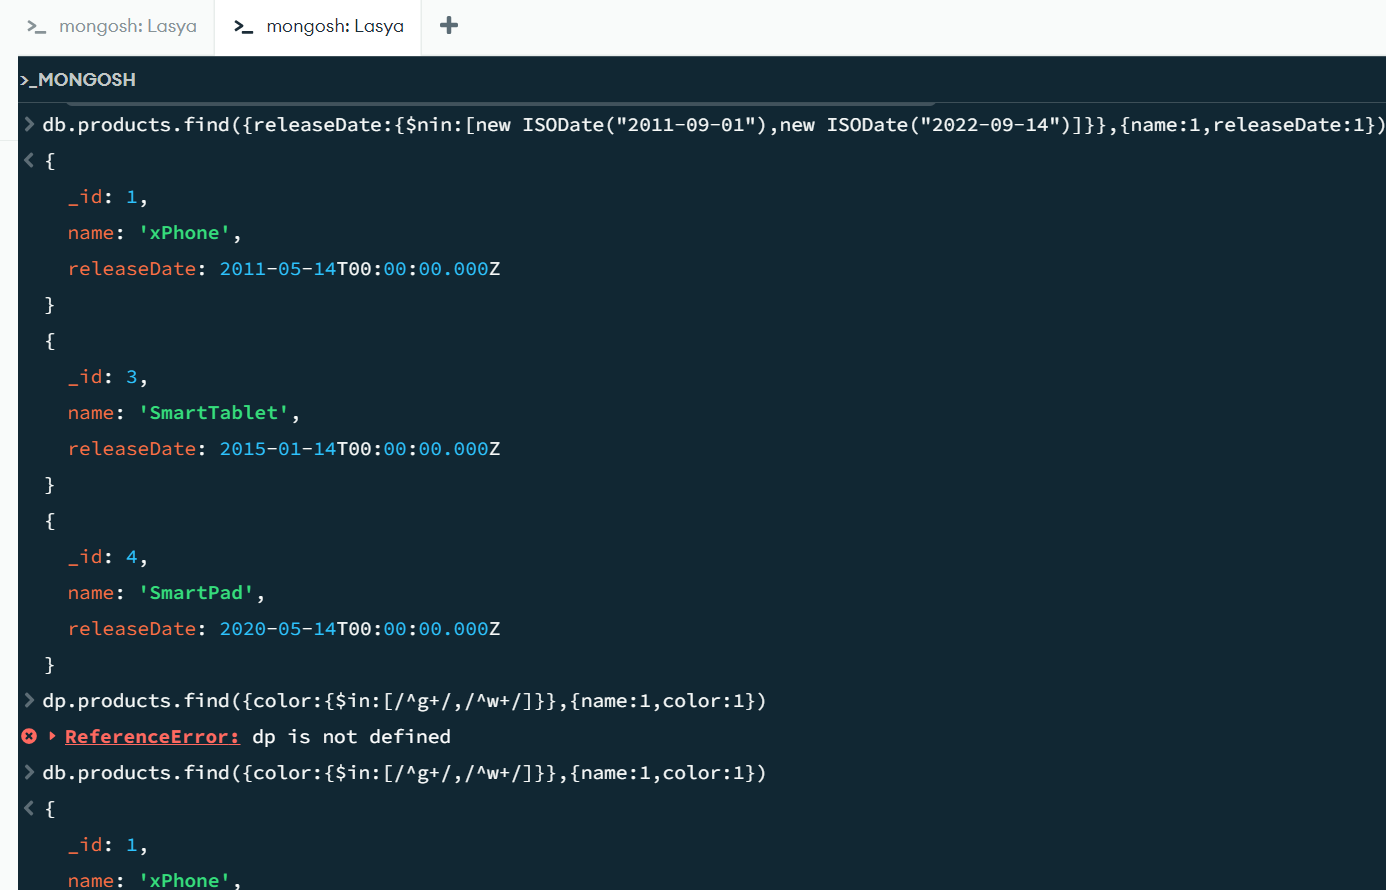 >_ mongosh: Lasya >_ mongosh: Lasya +
>_MONGOSH
> db.products.find({releaseDate:{$nin:[new ISODate("2011-09-01"),new ISODate("2022-09-14")]}},{name:1,releaseDate:1})
< {
_id: 1,
name: 'xPhone',
releaseDate: 2011-05-14T00:00:00.000Z
}
{
_id: 3,
name: 'SmartTablet',
releaseDate: 2015-01-14T00:00:00.000Z
}
{
_id: 4,
name: 'SmartPad',
releaseDate: 2020-05-14T00:00:00.000Z
}
> dp.products.find({color:{$in:[/^g+/,/^w+/]}},{name:1,color:1})
ReferenceError: dp is not defined
> db.products.find({color:{$in:[/^g+/,/^w+/]}},{name:1,color:1})
< {
_id: 1,
name: 'xPhone',